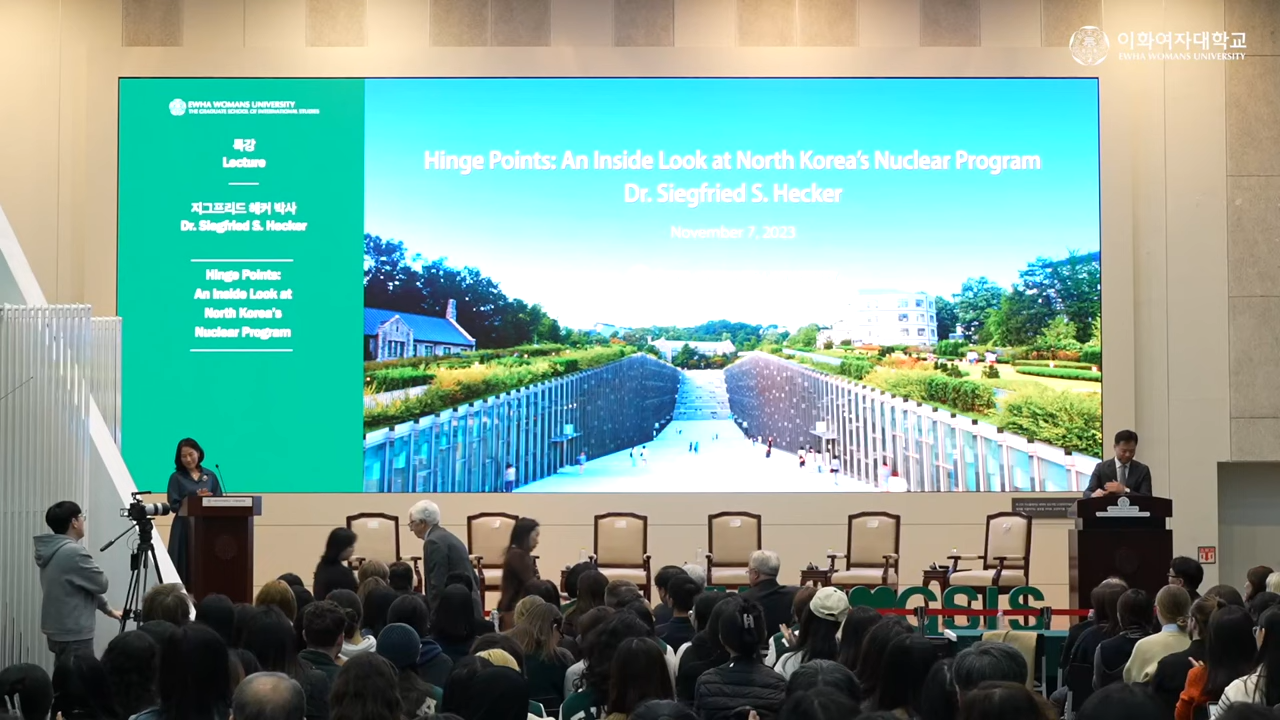 이화여자대학교
EWHA WOMANS UNIVERSITY
EWHA WOMANS UNIVERSITY
THE GRADUATE SCHOOL OF INTERNATIONAL STUDIES
특강
Lecture
지그프리드 헤커 박사
Dr. Siegfried S. Hecker
Hinge Points:
An Inside Look at
North Korea's
Nuclear Program
Hinge Points: An Inside Look at North Korea's Nuclear Program
Dr. Siegfried S. Hecker
November 7, 2023
GSIS